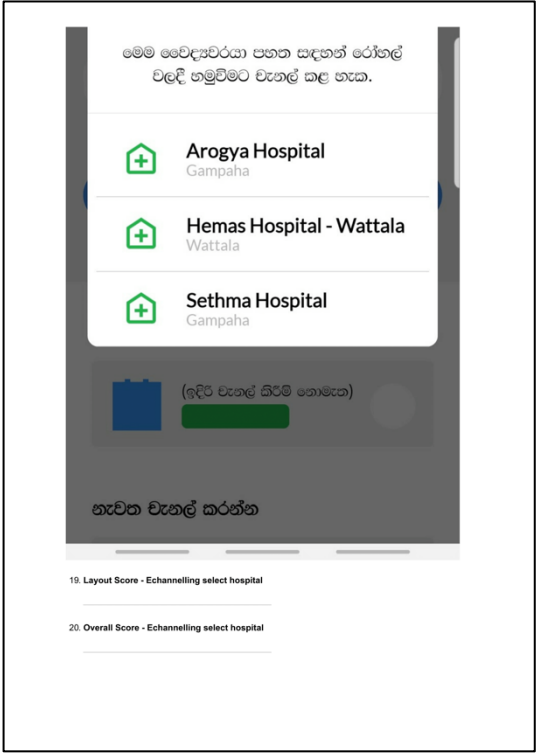 මෙම වෛද්‍යවරයා පහත සඳහන් රෝහල්
වලදී හමුවීමට චැනල් කළ හැක.
Arogya Hospital
Gampaha
Hemas Hospital - Wattala
Wattala
Sethma Hospital
Gampaha
(ඉදිරි චැනල් කිරීම් නොමැත)
නැවත චැනල් කරන්න
19. Layout Score - Echannelling select hospital
20. Overall Score - Echannelling select hospital